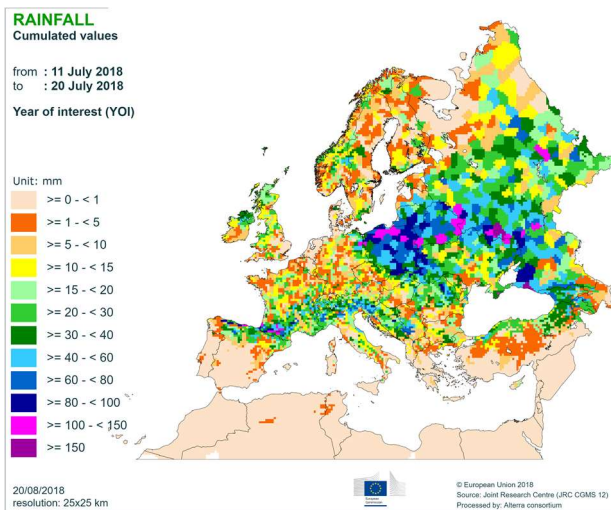 RAINFALL
Cumulated values
from : 11 July 2018
to : 20 July 2018
Year of interest (YOI)
Unit: mm
>= 0 - < 1
>= 1 - < 5
>= 5 - < 10
>= 10 - < 15
>= 15 - < 20
>= 20 - < 30
>= 30 - < 40
>= 40 - < 60
>= 60 - < 80
>= 80 - < 100
>= 100 - < 150
>= 150
20/08/2018
resolution: 25x25 km
© European Union 2018
Source: Joint Research Centre (JRC CGMS 12)
Processed by: Alterra consortium